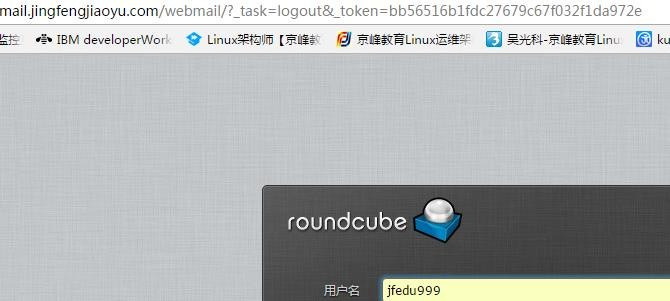 mail.jingfengjiaoyu.com/webmail/?_task=logout&_token=bb56516b1fdc27679c67f032f1da972e
监控 IBM developerWork Linux架构师【京峰教 京峰教育Linux运维架 吴光科-京峰教育Linu ku
roundcube
用户名 jfedu999